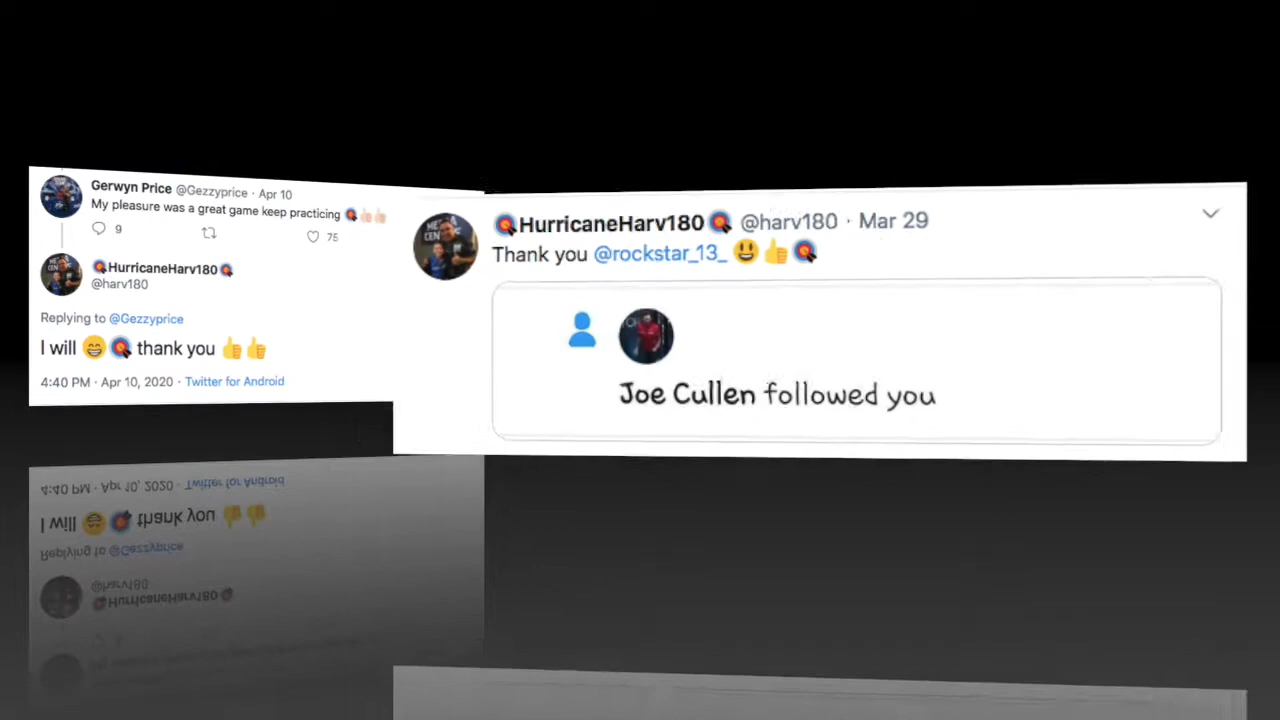 Gerwyn Price @Gezzyprice · Apr 10
My pleasure was a great game keep practicing 🎯👍👍
9 75
🎯HurricaneHarv180🎯
@harv180
Replying to @Gezzyprice
I will 😁🎯 thank you 👍👍
4:40 PM · Apr 10, 2020 · Twitter for Android
🎯HurricaneHarv180🎯 @harv180 · Mar 29
Thank you @rockstar_13_ 😃👍🎯
Joe Cullen followed you